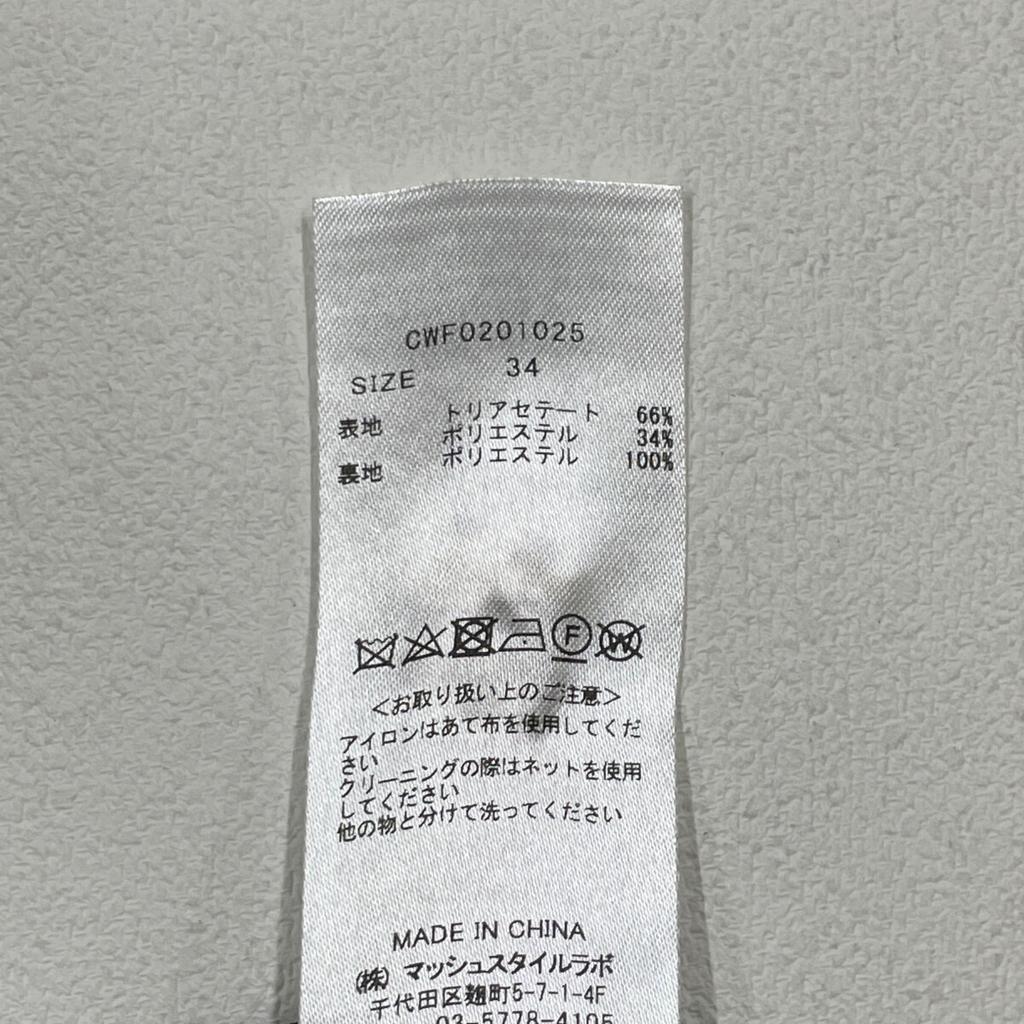 CWF0201025
SIZE 34
表地 トリアセテート 66%
ポリエステル 34%
裏地 ポリエステル 100%
F W
<お取り扱い上のご注意>
アイロンはあて布を使用してくだ
さい
クリーニングの際はネットを使用
してください
他の物と分けて洗ってください
MADE IN CHINA
(株) マッシュスタイルラボ
千代田区麹町5-7-1-4F
03-5778-4105